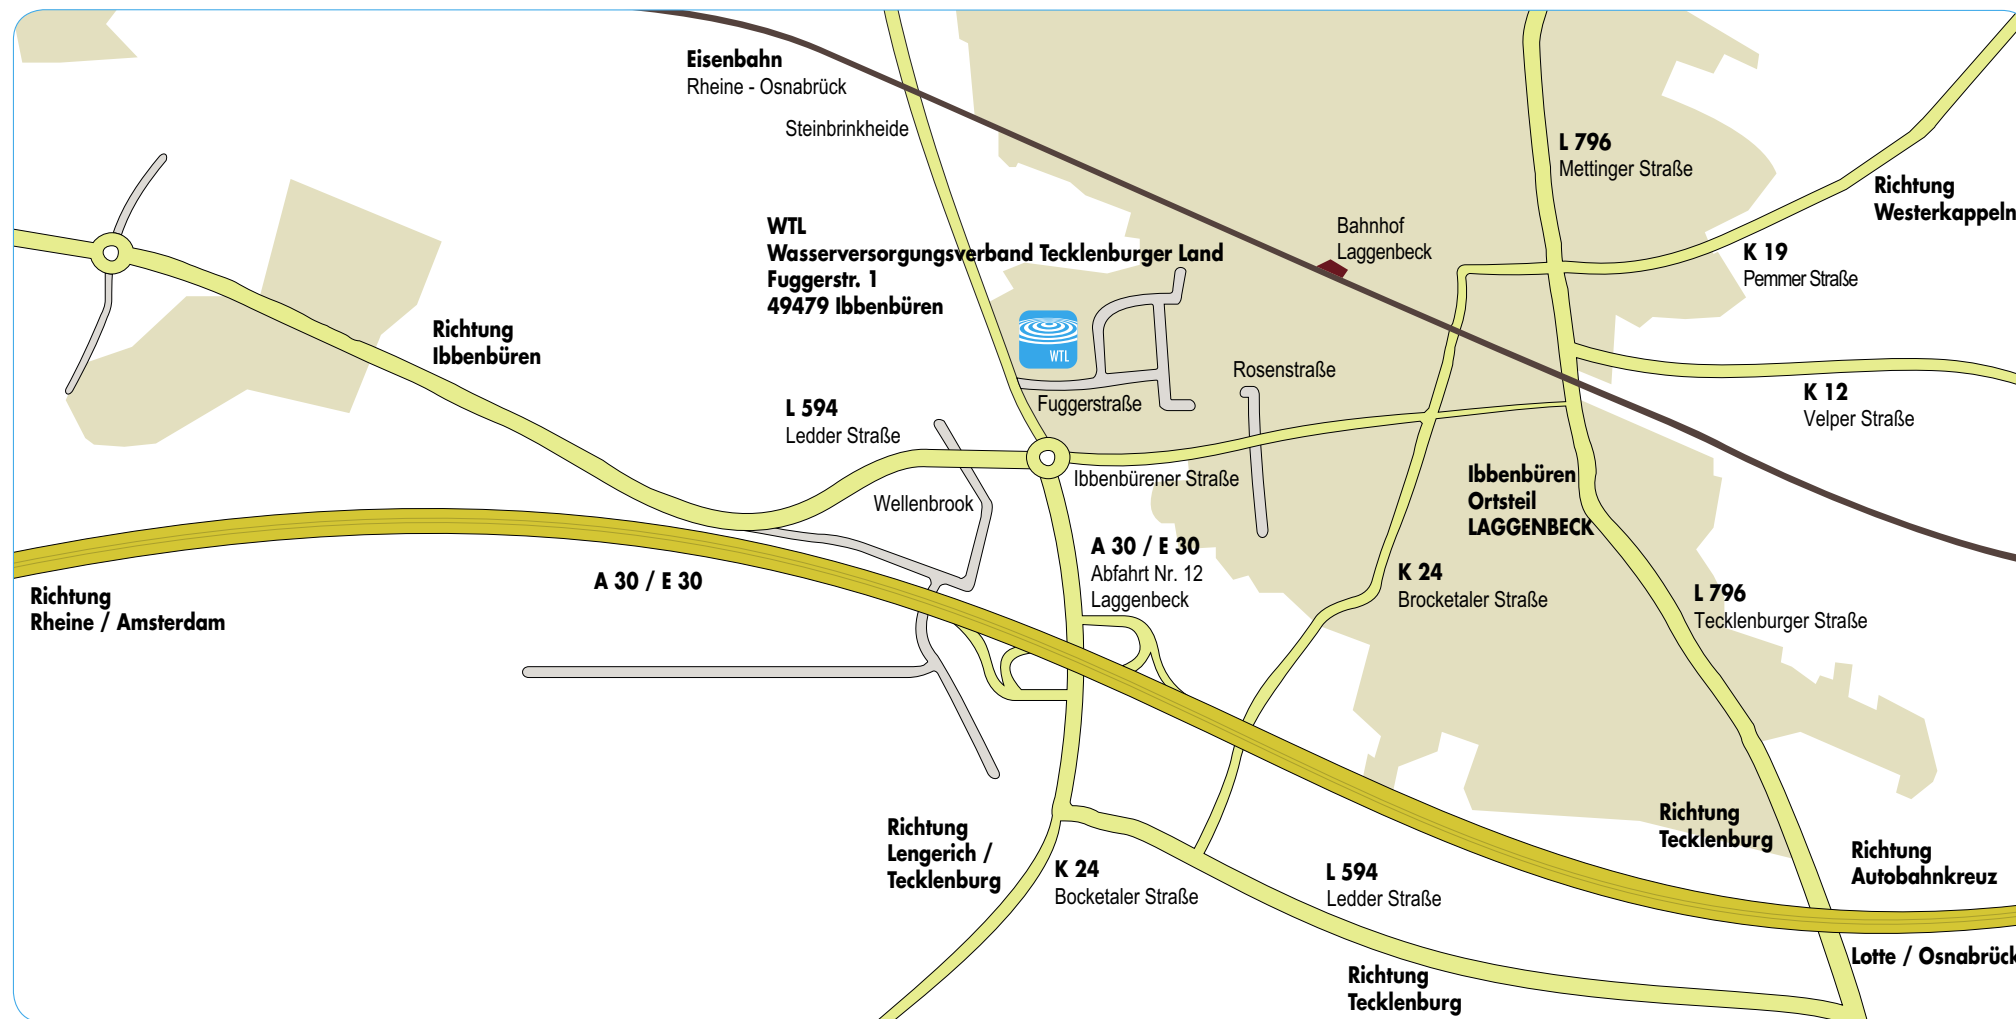 Eisenbahn
Rheine - Osnabrück
Steinbrinkheide
L 796
Mettinger Straße
Richtung
Westerkappeln
WTL
Wasserversorgungsverband Tecklenburger Land
Fuggerstr. 1
49479 Ibbenbüren
Bahnhof
Laggenbeck
K 19
Pemmer Straße
Richtung
Ibbenbüren
WTL
Rosenstraße
Fuggerstraße
K 12
Velper Straße
L 594
Ledder Straße
Ibbenbürener Straße
Ibbenbüren
Ortsteil
LAGGENBECK
Wellenbrook
A 30 / E 30
Abfahrt Nr. 12
Laggenbeck
A 30 / E 30
K 24
Brocketaler Straße
Richtung
Rheine / Amsterdam
L 796
Tecklenburger Straße
Richtung
Lengerich /
Tecklenburg
K 24
Bocketaler Straße
L 594
Ledder Straße
Richtung
Tecklenburg
Richtung
Autobahnkreuz
Lotte / Osnabrück
Richtung
Tecklenburg